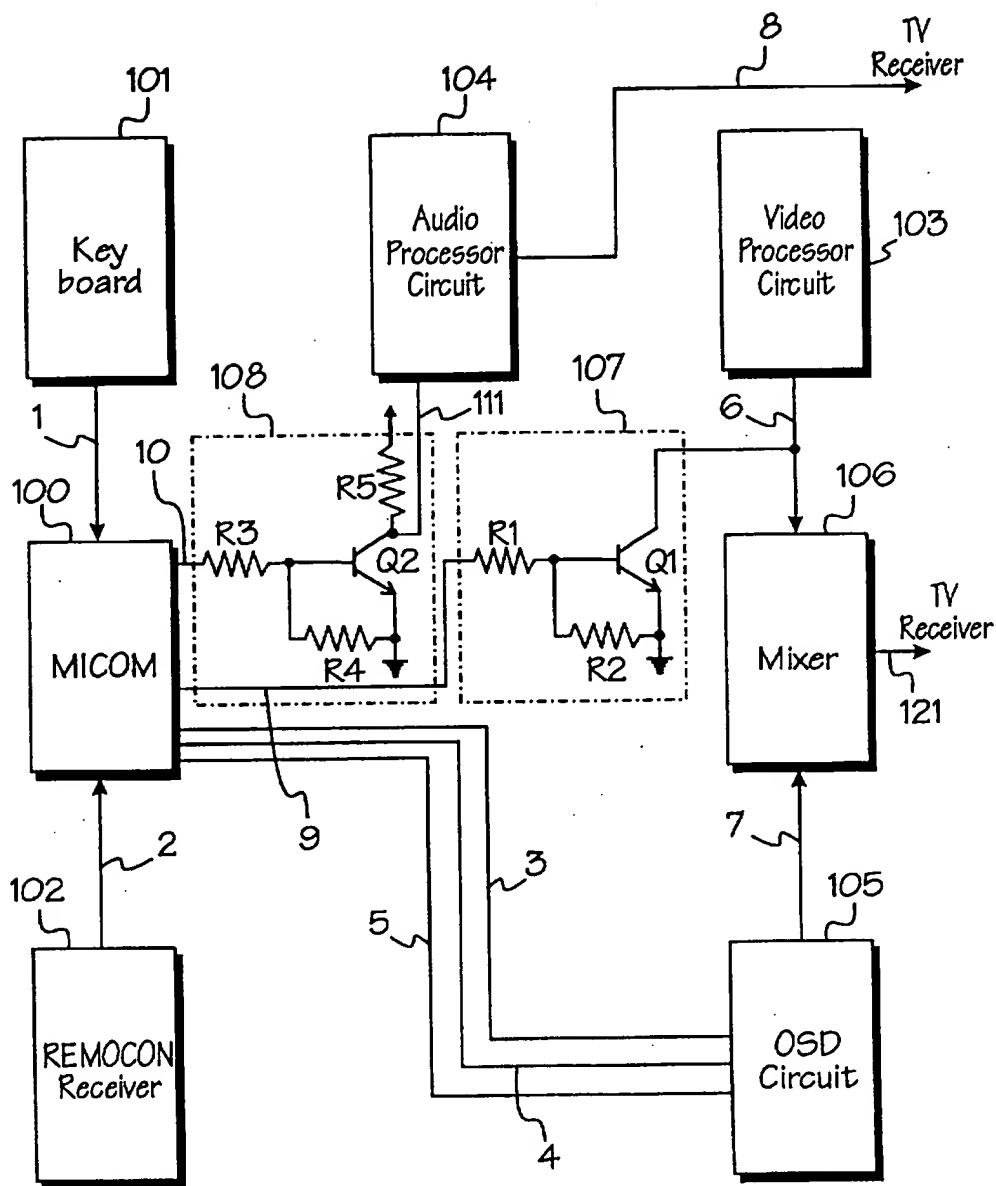 8
TV
Receiver
101
104
Key
board
Audio
Processor
Circuit
Video
Processor
Circuit
103
108
107
111
1
6
10
100
R5
106
R3
R1
Q2
Q1
MICOM
R4
R2
Mixer
TV
Receiver
121
9
2
7
3
102
5
105
REMOCON
Receiver
OSD
Circuit
4